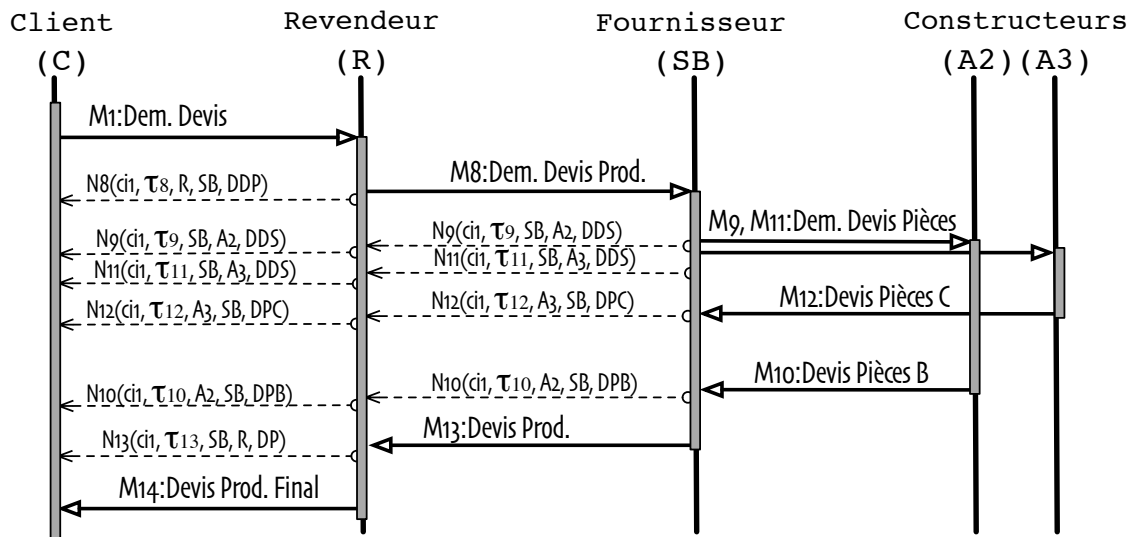 Client Revendeur Fournisseur Constructeurs
(C) (R) (SB) (A2) (A3)
M1:Dem. Devis
M8:Dem. Devis Prod.
N8(ci1, τ8, R, SB, DDP)
M9, M11:Dem. Devis Pièces
N9(ci1, τ9, SB, A2, DDS) N9(ci1, τ9, SB, A2, DDS)
N11(ci1, τ11, SB, A3, DDS) N11(ci1, τ11, SB, A3, DDS)
M12:Devis Pièces C
N12(ci1, τ12, A3, SB, DPC) N12(ci1, τ12, A3, SB, DPC)
M10:Devis Pièces B
N10(ci1, τ10, A2, SB, DPB) N10(ci1, τ10, A2, SB, DPB)
M13:Devis Prod.
N13(ci1, τ13, SB, R, DP)
M14:Devis Prod. Final